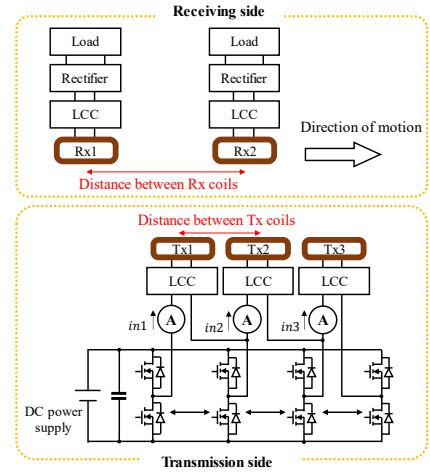 Receiving side
Load
Load
Rectifier
Rectifier
LCC
LCC
Rx1
Rx2
Direction of motion
Distance between Rx coils
Distance between Tx coils
Tx1
Tx2
Tx3
LCC
LCC
LCC
in1
A
in2
A
in3
A
DC power
supply
Transmission side